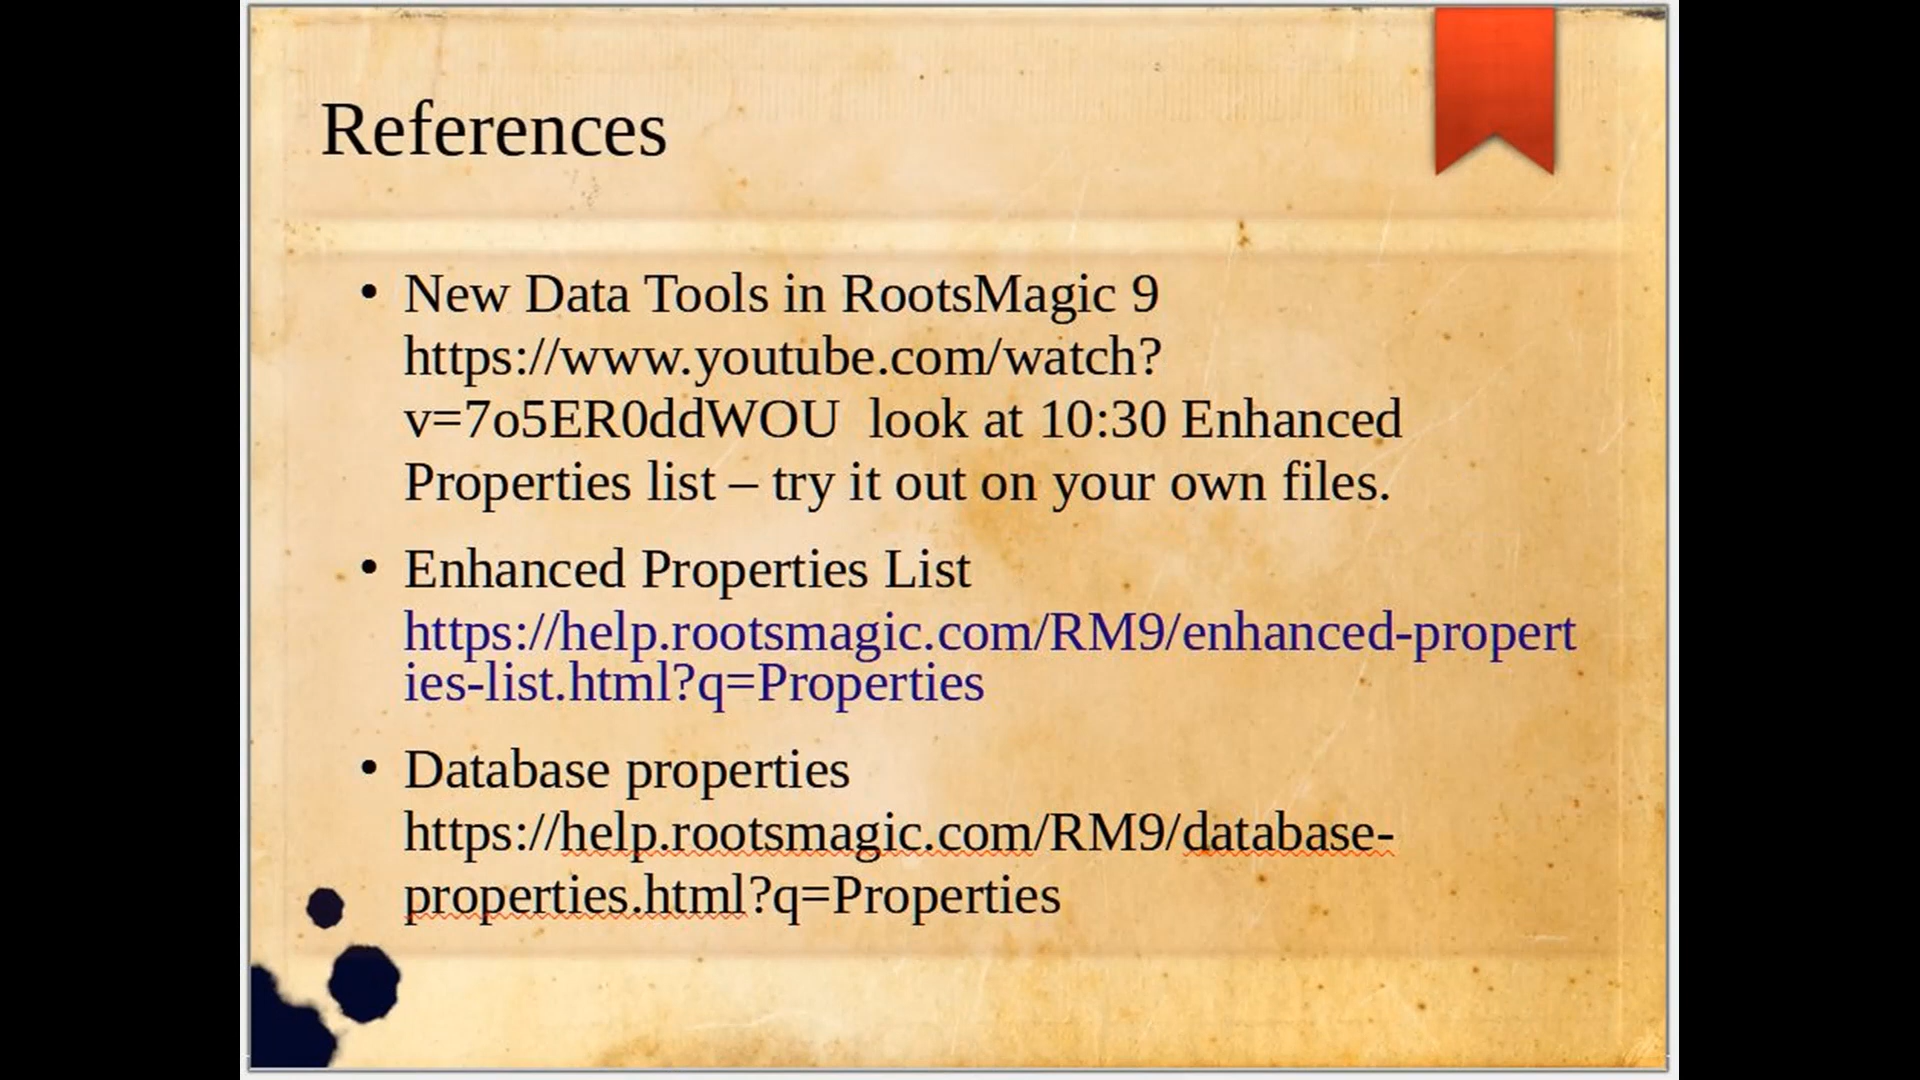 References
• New Data Tools in RootsMagic 9
https://www.youtube.com/watch?
v=7o5ER0ddWOU  look at 10:30 Enhanced
Properties list – try it out on your own files.
• Enhanced Properties List
https://help.rootsmagic.com/RM9/enhanced-propert
ies-list.html?q=Properties
• Database properties
https://help.rootsmagic.com/RM9/database-
properties.html?q=Properties